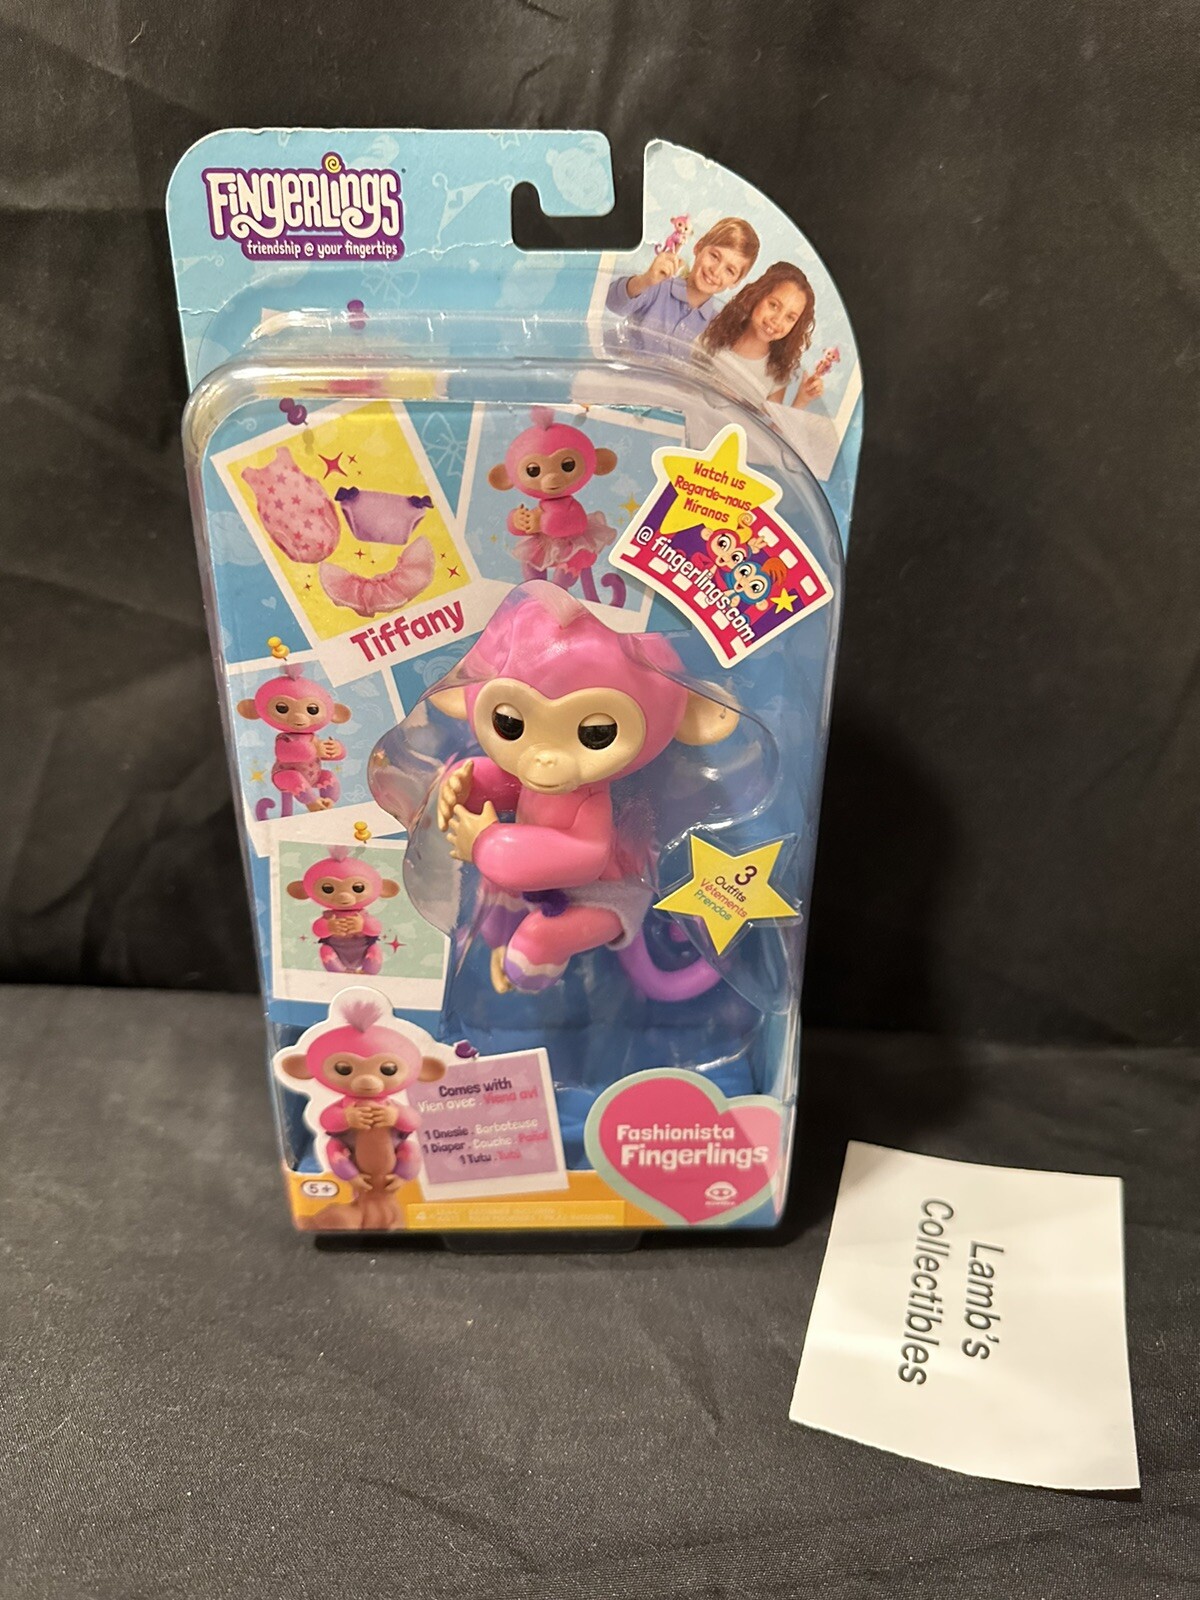 FiNgeRLiNgs
friendship @ your fingertips
Watch us
Regarde-nous
Míranos
@ fingerlings.com
Tiffany
3
Outfits
Vêtements
Prendas
Comes with
Vien avec . Viene avi
1 Onesie . Barboteuse
1 Diaper . Couche . Pañal
1 Tutu . Tutu
Fashionista
Fingerlings
5+
Lamb's
Collectibles